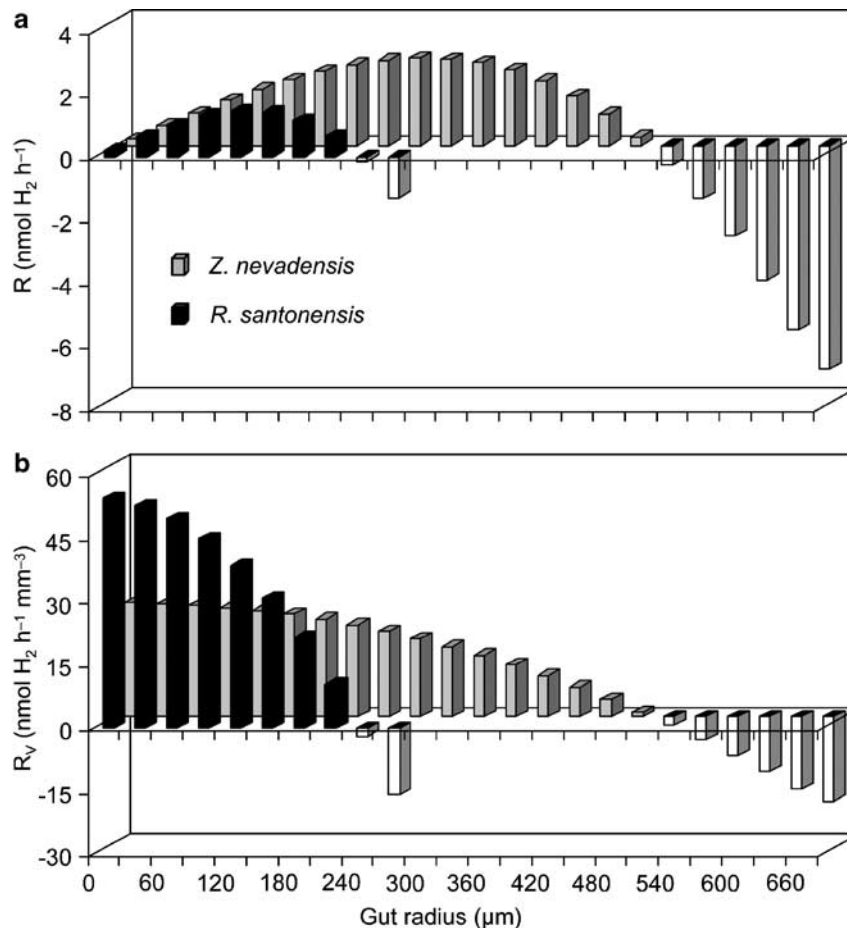 a
4
2
0
-2
-4
-6
-8
R (nmol H₂ h⁻¹)
Z. nevadensis
R. santonensis
b
60
45
30
15
0
-15
-30
Rᵥ (nmol H₂ h⁻¹ mm⁻³)
0 60 120 180 240 300 360 420 480 540 600 660
Gut radius (µm)